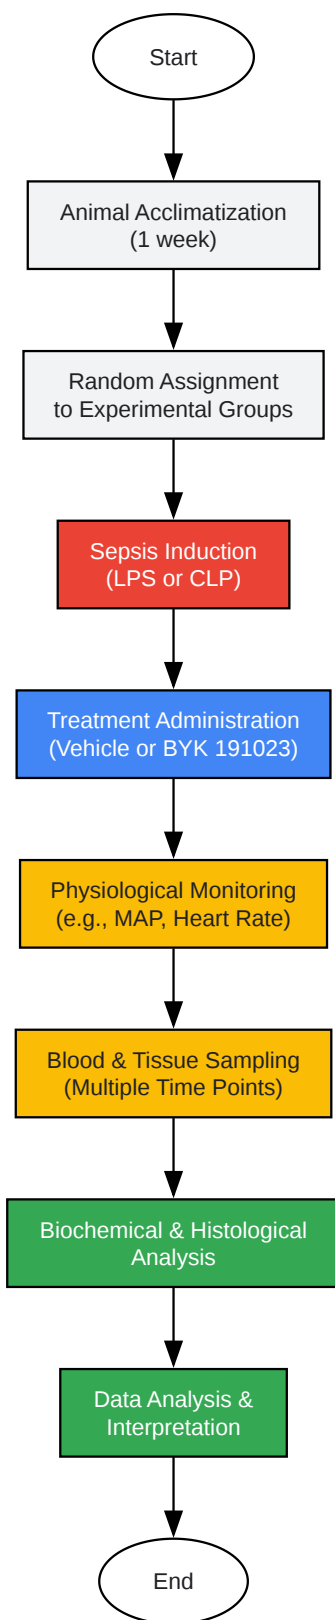 Start
Animal Acclimatization
(1 week)
Random Assignment
to Experimental Groups
Sepsis Induction
(LPS or CLP)
Treatment Administration
(Vehicle or BYK 191023)
Physiological Monitoring
(e.g., MAP, Heart Rate)
Blood & Tissue Sampling
(Multiple Time Points)
Biochemical & Histological
Analysis
Data Analysis &
Interpretation
End